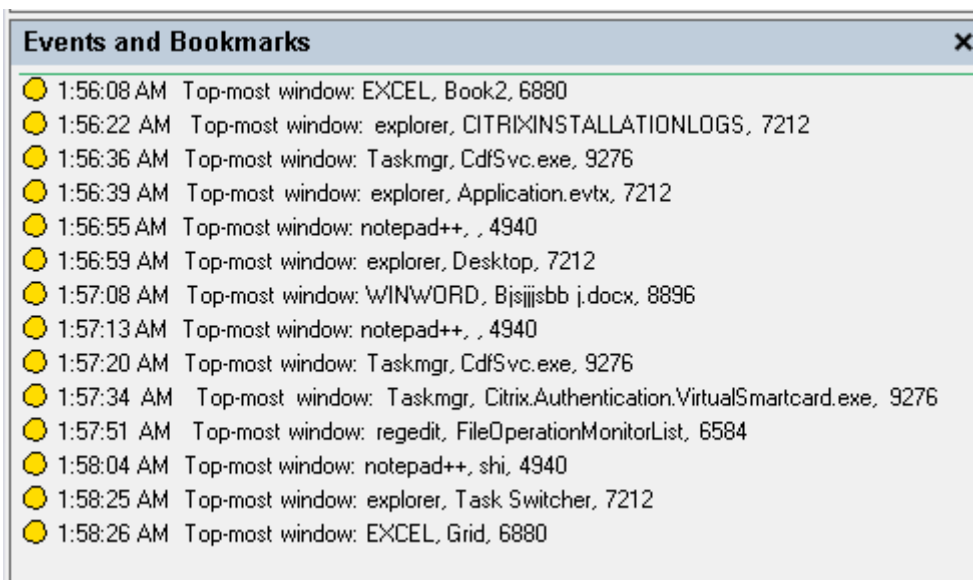 Events and Bookmarks
1:56:08 AM Top-most window: EXCEL, Book2, 6880
1:56:22 AM Top-most window: explorer, CITRIXINSTALLATIONLOGS, 7212
1:56:36 AM Top-most window: Taskmgr, CdfSvc.exe, 9276
1:56:39 AM Top-most window: explorer, Application.evtx, 7212
1:56:55 AM Top-most window: notepad++, , 4940
1:56:59 AM Top-most window: explorer, Desktop, 7212
1:57:08 AM Top-most window: WINWORD, Bjsjjjsbb j.docx, 8896
1:57:13 AM Top-most window: notepad++, , 4940
1:57:20 AM Top-most window: Taskmgr, CdfSvc.exe, 9276
1:57:34 AM Top-most window: Taskmgr, Citrix.Authentication.VirtualSmartcard.exe, 9276
1:57:51 AM Top-most window: regedit, FileOperationMonitorList, 6584
1:58:04 AM Top-most window: notepad++, shi, 4940
1:58:25 AM Top-most window: explorer, Task Switcher, 7212
1:58:26 AM Top-most window: EXCEL, Grid, 6880